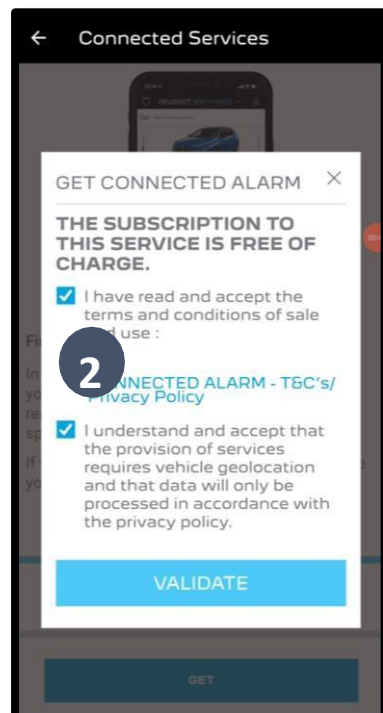 Connected Services
PEUGEOT
GET CONNECTED ALARM
THE SUBSCRIPTION TO
THIS SERVICE IS FREE OF
CHARGE.
I have read and accept the
terms and conditions of sale
use :
2
NNECTED ALARM - T&C's/
Privacy Policy
I understand and accept that
the provision of services
requires vehicle geolocation
and that data will only be
processed in accordance with
the privacy policy.
VALIDATE
GET